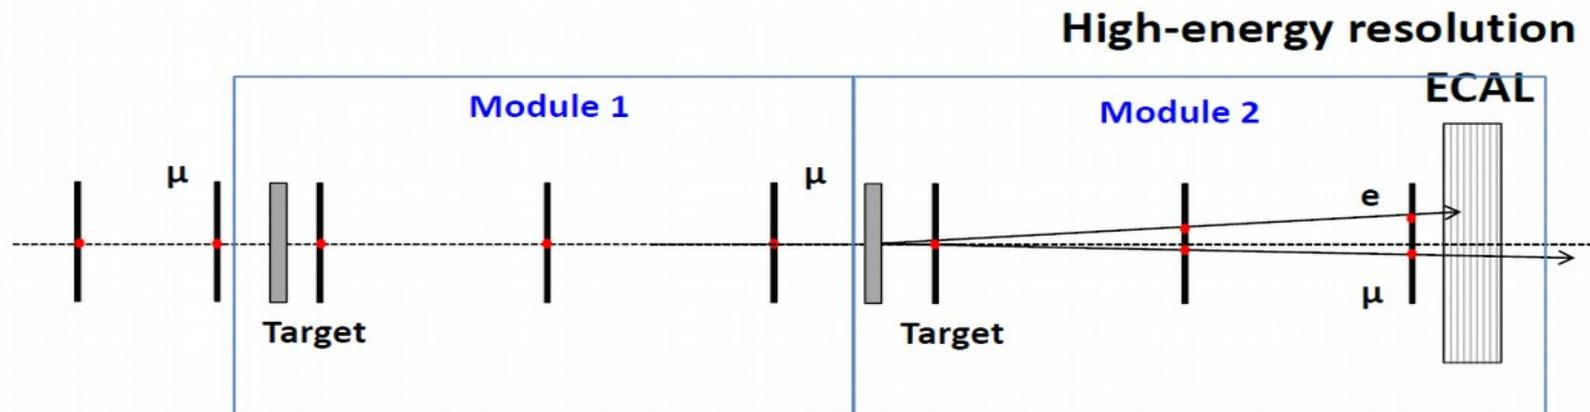 High-energy resolution
ECAL
Module 1
Module 2
μ
μ
e
μ
Target
Target